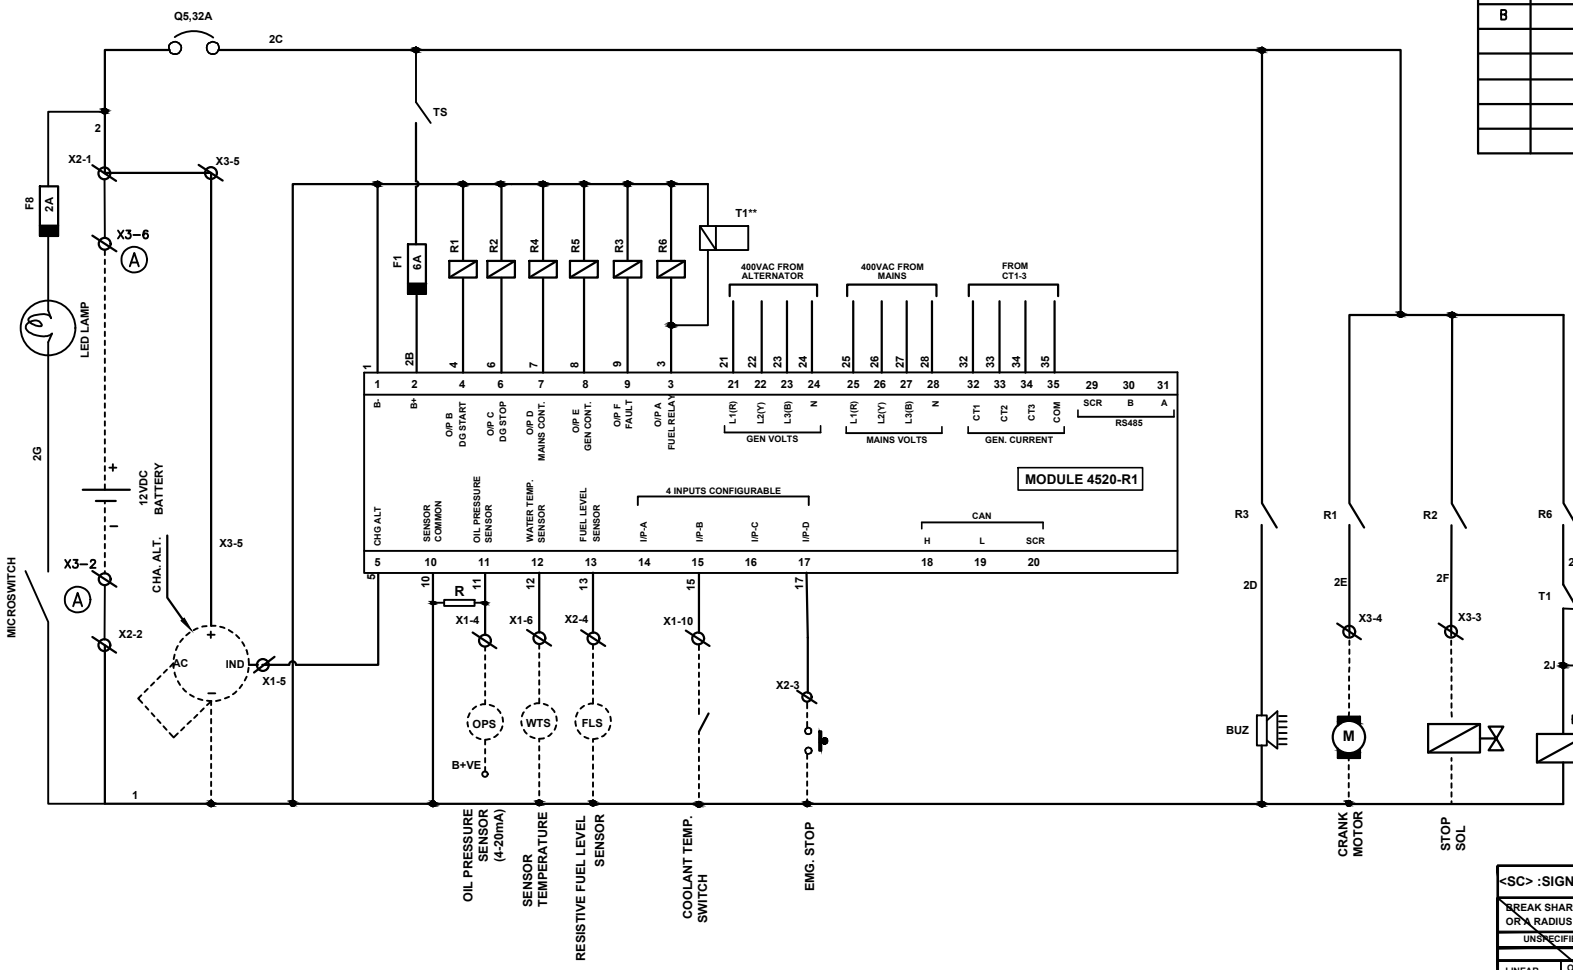 Q5,32A
2C
B
TS
2
X2-1
X3-5
F8
2A
X3-6
A
T1**
F1
6A
R1
R2
R4
R5
R3
R6
400VAC FROM
ALTERNATOR
400VAC FROM
MAINS
FROM
CT1-3
LED LAMP
1
2B
4
6
7
8
9
3
21
22
23
24
25
26
27
28
32
33
34
35
1
2
4
6
7
8
9
3
21
22
23
24
25
26
27
28
32
33
34
35
29
30
31
B-
B+
O/P B
DG START
O/P C
DG STOP
O/P D
MAINS CONT.
O/P E
GEN CONT.
O/P F
FAULT
O/P A
FUEL RELAY
L1(R)
L2(Y)
L3(B)
N
GEN VOLTS
L1(R)
L2(Y)
L3(B)
N
MAINS VOLTS
CT1
CT2
CT3
COM
GEN. CURRENT
SCR
B
A
RS485
2G
+
12VDC
BATTERY
–
MODULE 4520-R1
4 INPUTS CONFIGURABLE
CHG ALT
SENSOR
COMMON
OIL PRESSURE
SENSOR
WATER TEMP.
SENSOR
FUEL LEVEL
SENSOR
I/P-A
I/P-B
I/P-C
I/P-D
CAN
H
L
SCR
5
10
11
12
13
14
15
16
17
18
19
20
R3
R1
R2
R6
X3-5
CHA. ALT.
X3-2
A
MICROSWITCH
5
10
R
11
12
13
15
17
2D
2E
2F
2
T1
X2-2
X1-4
X1-6
X2-4
X1-10
X3-4
X3-3
+
AC
IND
–
X1-5
X2-3
2J
OPS
WTS
FLS
B+VE
BUZ
M
1
OIL PRESSURE
SENSOR
(4-20mA)
SENSOR
TEMPERATURE
RESISTIVE FUEL LEVEL
SENSOR
COOLANT TEMP.
SWITCH
EMG. STOP
CRANK
MOTOR
STOP
SOL
<SC> :SIGN
BREAK SHAR
OR A RADIUS
UNSPECIFI
LINEAR